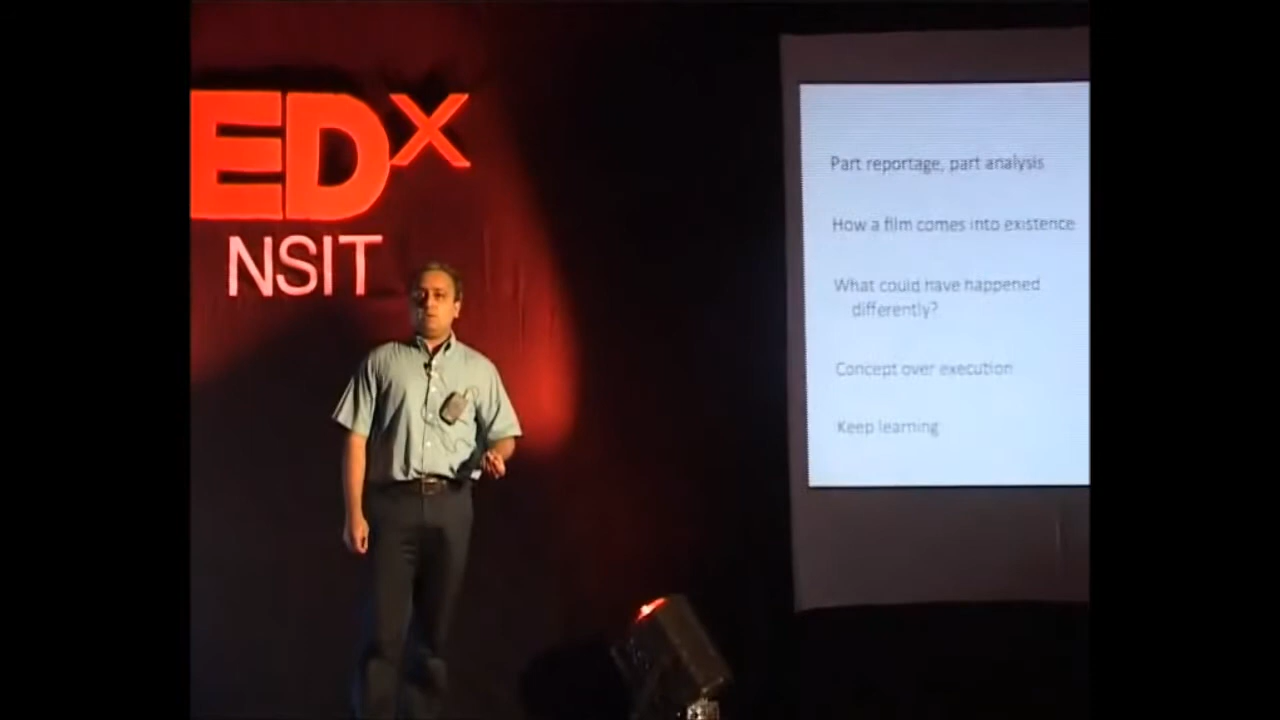 EDx
NSIT
Part reportage, part analysis
How a film comes into existence
What could have happened
differently?
Concept over execution
Keep learning